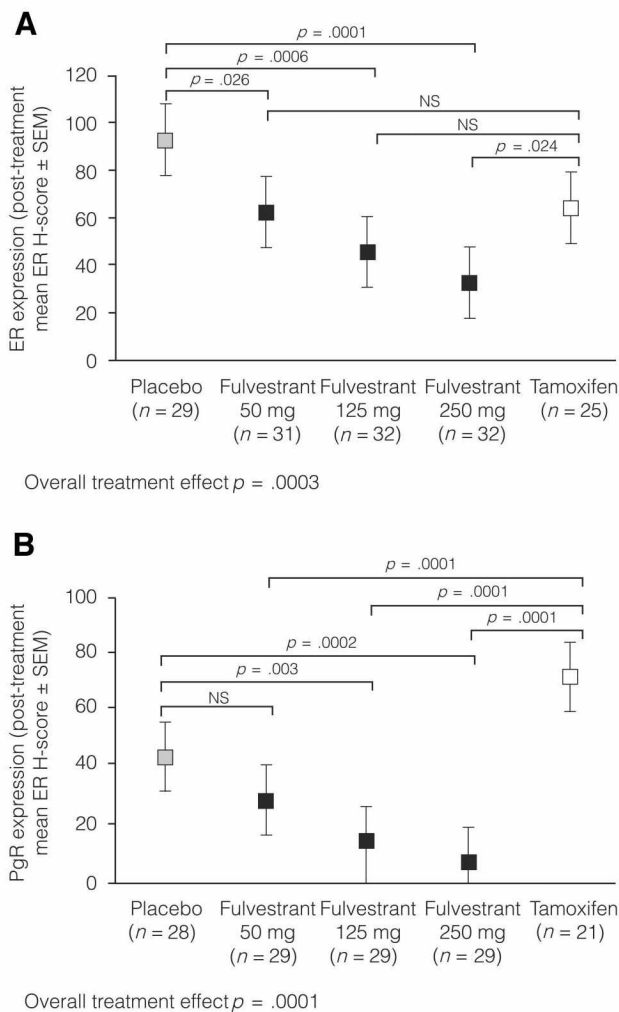 A
p = .0001
p = .0006
p = .026
NS
NS
p = .024
ER expression (post-treatment
mean ER H-score ± SEM)
120
100
80
60
40
20
0
Placebo Fulvestrant Fulvestrant Fulvestrant Tamoxifen
(n = 29) 50 mg 125 mg 250 mg (n = 25)
(n = 31) (n = 32) (n = 32)
Overall treatment effect p = .0003
B
p = .0001
p = .0001
p = .0001
p = .0002
p = .003
NS
PgR expression (post-treatment
mean ER H-score ± SEM)
100
80
60
40
20
0
Placebo Fulvestrant Fulvestrant Fulvestrant Tamoxifen
(n = 28) 50 mg 125 mg 250 mg (n = 21)
(n = 29) (n = 29) (n = 29)
Overall treatment effect p = .0001